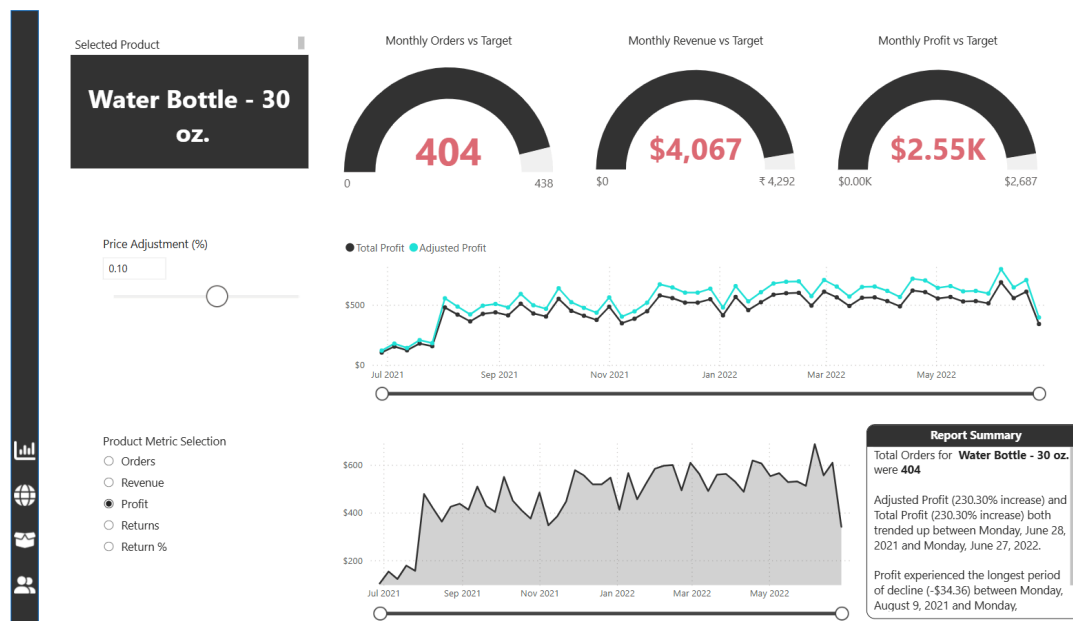 Selected Product
Water Bottle - 30
oz.
Monthly Orders vs Target
404
0
438
Monthly Revenue vs Target
$4,067
$0
₹ 4,292
Monthly Profit vs Target
$2.55K
$0.00K
$2,687
Price Adjustment (%)
0.10
Total Profit Adjusted Profit
$500
$0
Jul 2021 Sep 2021 Nov 2021 Jan 2022 Mar 2022 May 2022
Product Metric Selection
Orders
Revenue
Profit
Returns
Return %
$600
$400
$200
Jul 2021 Sep 2021 Nov 2021 Jan 2022 Mar 2022 May 2022
Report Summary
Total Orders for Water Bottle - 30 oz.
were 404
Adjusted Profit (230.30% increase) and
Total Profit (230.30% increase) both
trended up between Monday, June 28,
2021 and Monday, June 27, 2022.
Profit experienced the longest period
of decline (-$34.36) between Monday,
August 9, 2021 and Monday,